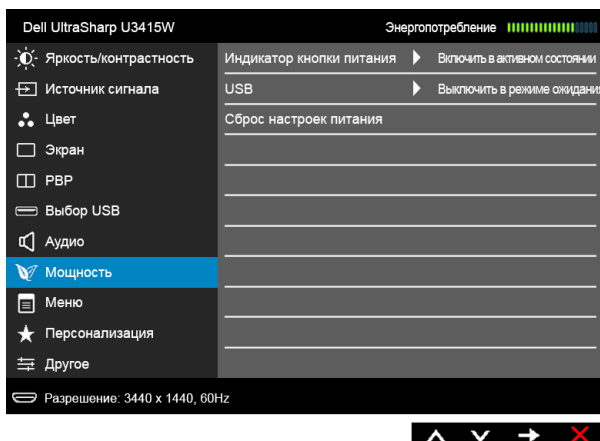 Dell UltraSharp U3415W
Энергопотребление
Яркость/контрастность
Индикатор кнопки питания
Включить в активном состоянии
Источник сигнала
USB
Выключить в режиме ожидания
Цвет
Сброс настроек питания
Экран
PBP
Выбор USB
Аудио
Мощность
Меню
Персонализация
Другое
Разрешение: 3440 x 1440, 60Hz